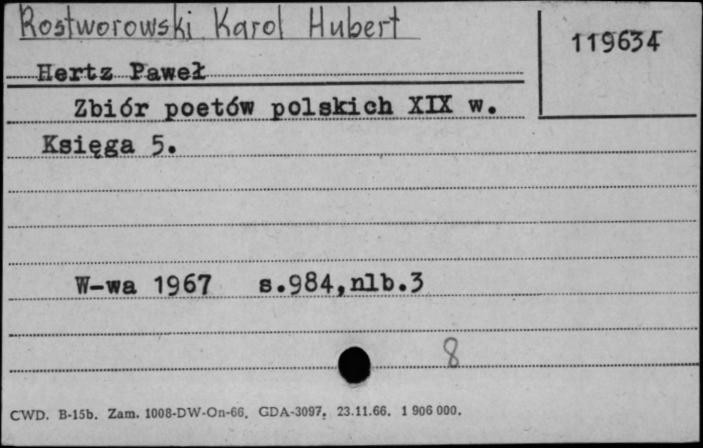 Rostworowski Karol Hubert
119634
Hertz Paweł
Zbiór poetów polskich XIX w.
Księga 5.
W-wa 1967 s.984,nlb.3
8
CWD. B-15b. Zam. 1008-DW-On-66. GDA-3097. 23.11.66. 1 906 000.